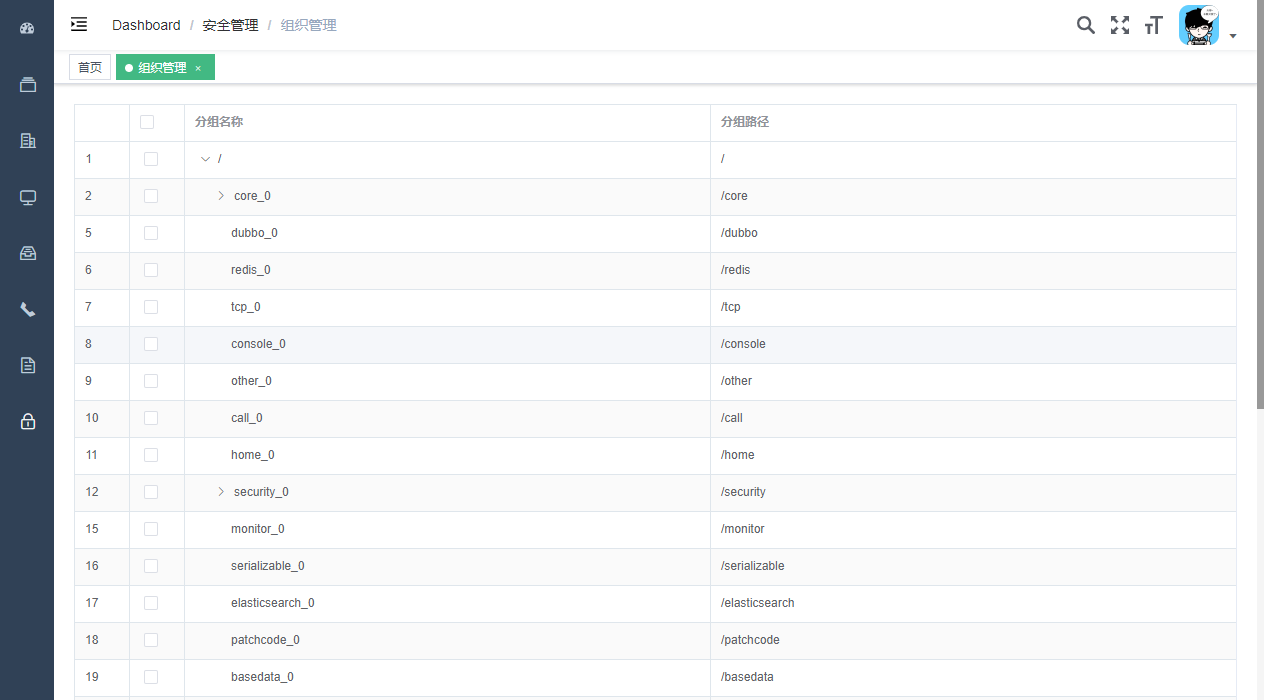 Dashboard / 安全管理 / 组织管理
首页 组织管理 ×
分组名称 分组路径
1 / /
2 core_0 /core
5 dubbo_0 /dubbo
6 redis_0 /redis
7 tcp_0 /tcp
8 console_0 /console
9 other_0 /other
10 call_0 /call
11 home_0 /home
12 security_0 /security
15 monitor_0 /monitor
16 serializable_0 /serializable
17 elasticsearch_0 /elasticsearch
18 patchcode_0 /patchcode
19 basedata_0 /basedata